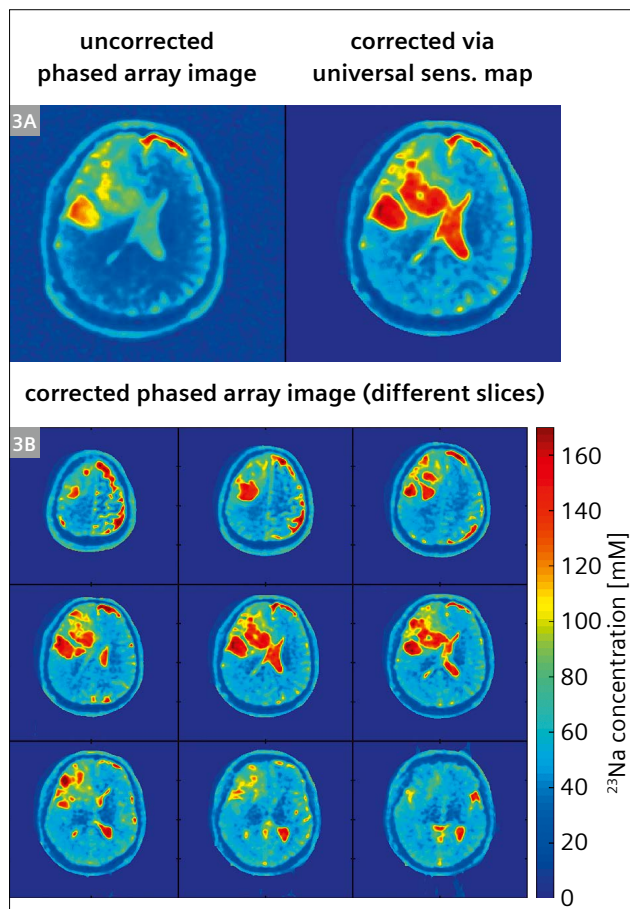 uncorrected
phased array image
corrected via
universal sens. map
3A
corrected phased array image (different slices)
3B
160
140
120
100
80
60
40
20
0
²³Na concentration [mM]